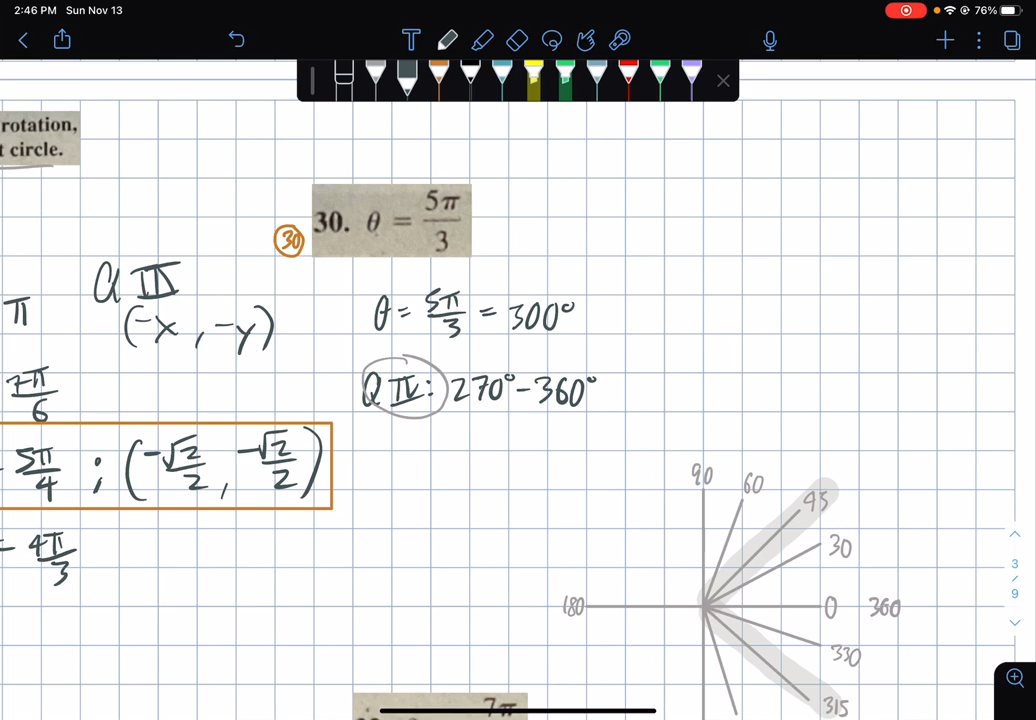 2:46 PM Sun Nov 13
76%
T
rotation,
t circle.
30
30. θ = 5π/3
Q III
(-x, -y)
π
7π/6
5π/4 ; (-√2/2, -√2/2)
- 4π/3
θ = 5π/3 = 300°
Q IV: 270° - 360°
90
60
45
30
180
0
360
330
315
3
/
9
7π